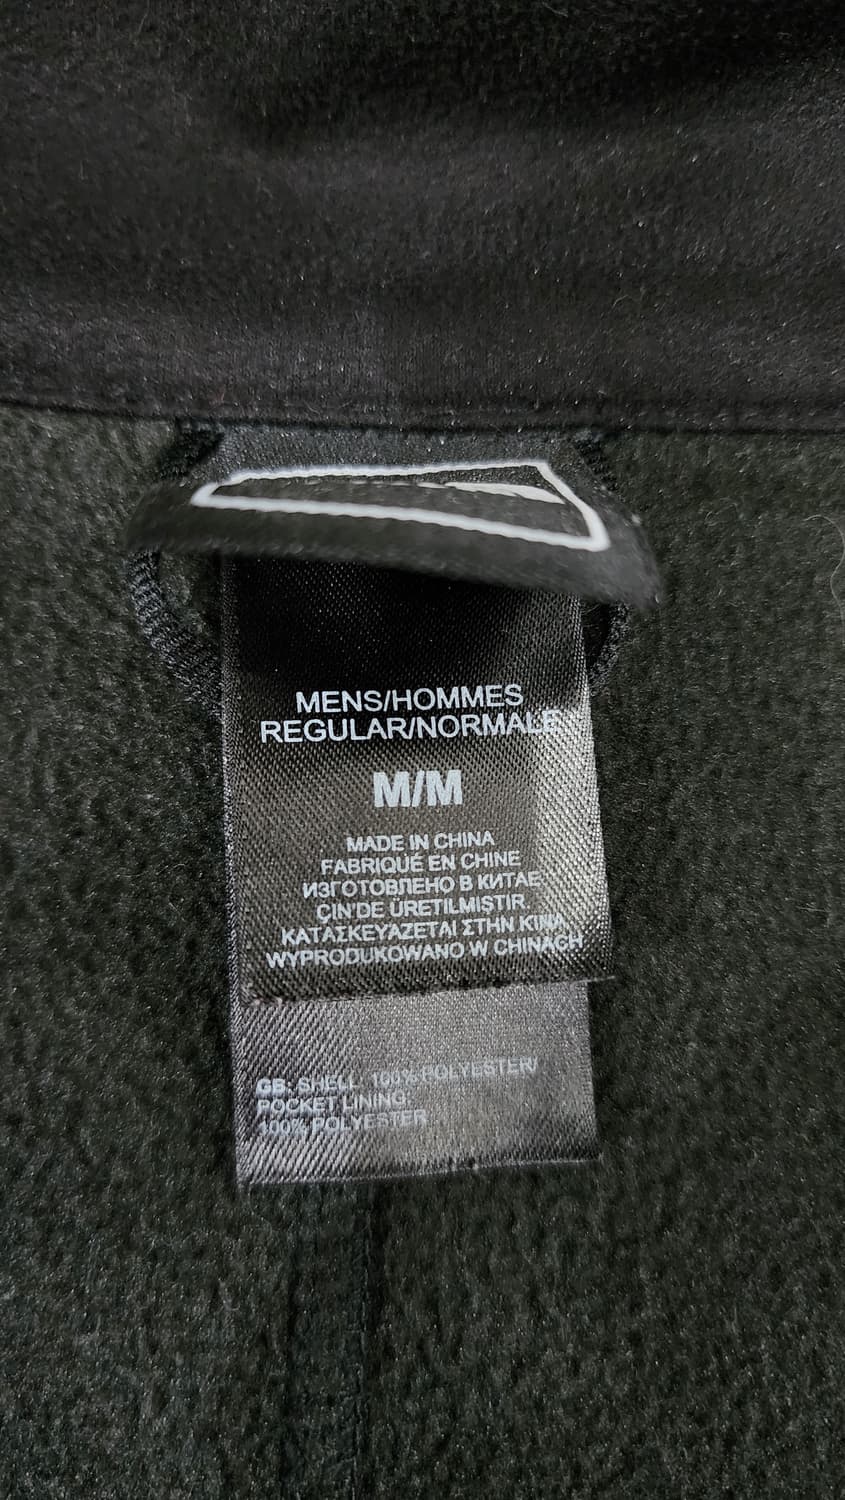 MENS/HOMMES
REGULAR/NORMALE
M/M
MADE IN CHINA
FABRIQUÉ EN CHINE
ИЗГОТОВЛЕНО В КИТАЕ
ÇIN'DE ÜRETILMISTIR.
ΚΑΤΑΣΚΕΥΑΖΕΤΑΙ ΣΤΗΝ ΚΙΝΑ
WYPRODUKOWANO W CHINACH
GB: SHELL: 100% POLYESTER/
POCKET LINING:
100% POLYESTER